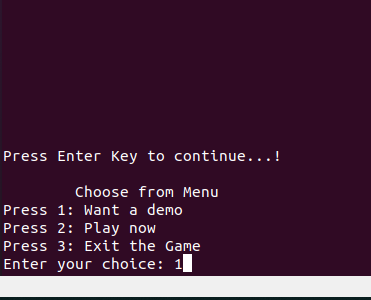 Press Enter Key to continue...!
Choose from Menu
Press 1: Want a demo
Press 2: Play now
Press 3: Exit the Game
Enter your choice: 1